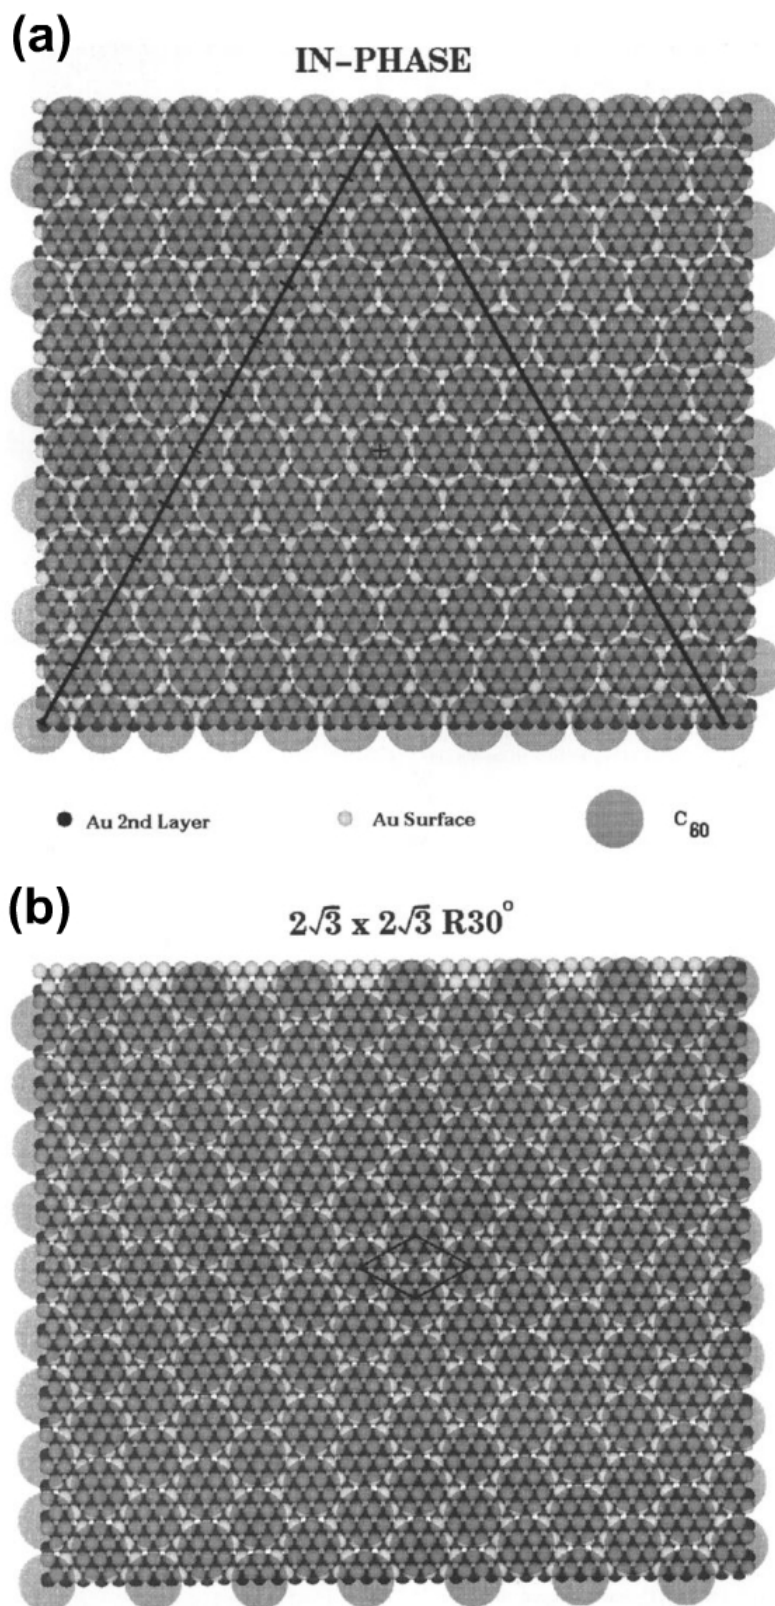 (a)
IN-PHASE
Au 2nd Layer
Au Surface
C₆₀
(b)
2√3 x 2√3 R30°